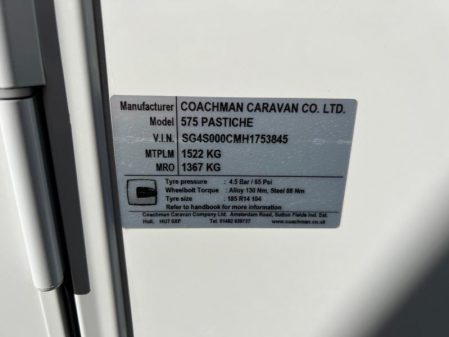 Manufacturer COACHMAN CARAVAN CO. LTD.
Model 575 PASTICHE
V.I.N. SG4S000CMH1753845
MTPLM 1522 KG
MRO 1367 KG
Tyre pressure : 4.5 Bar / 65 Psi
Wheelbolt Torque : Alloy 130 Nm, Steel 88 Nm
Tyre size : 185 R14 104
Refer to handbook for more information
Coachman Caravan Company Ltd. Amsterdam Road, Sutton Fields Ind. Est.
Hull, HU7 0XF Tel. 01482 839737 www.coachman.co.uk